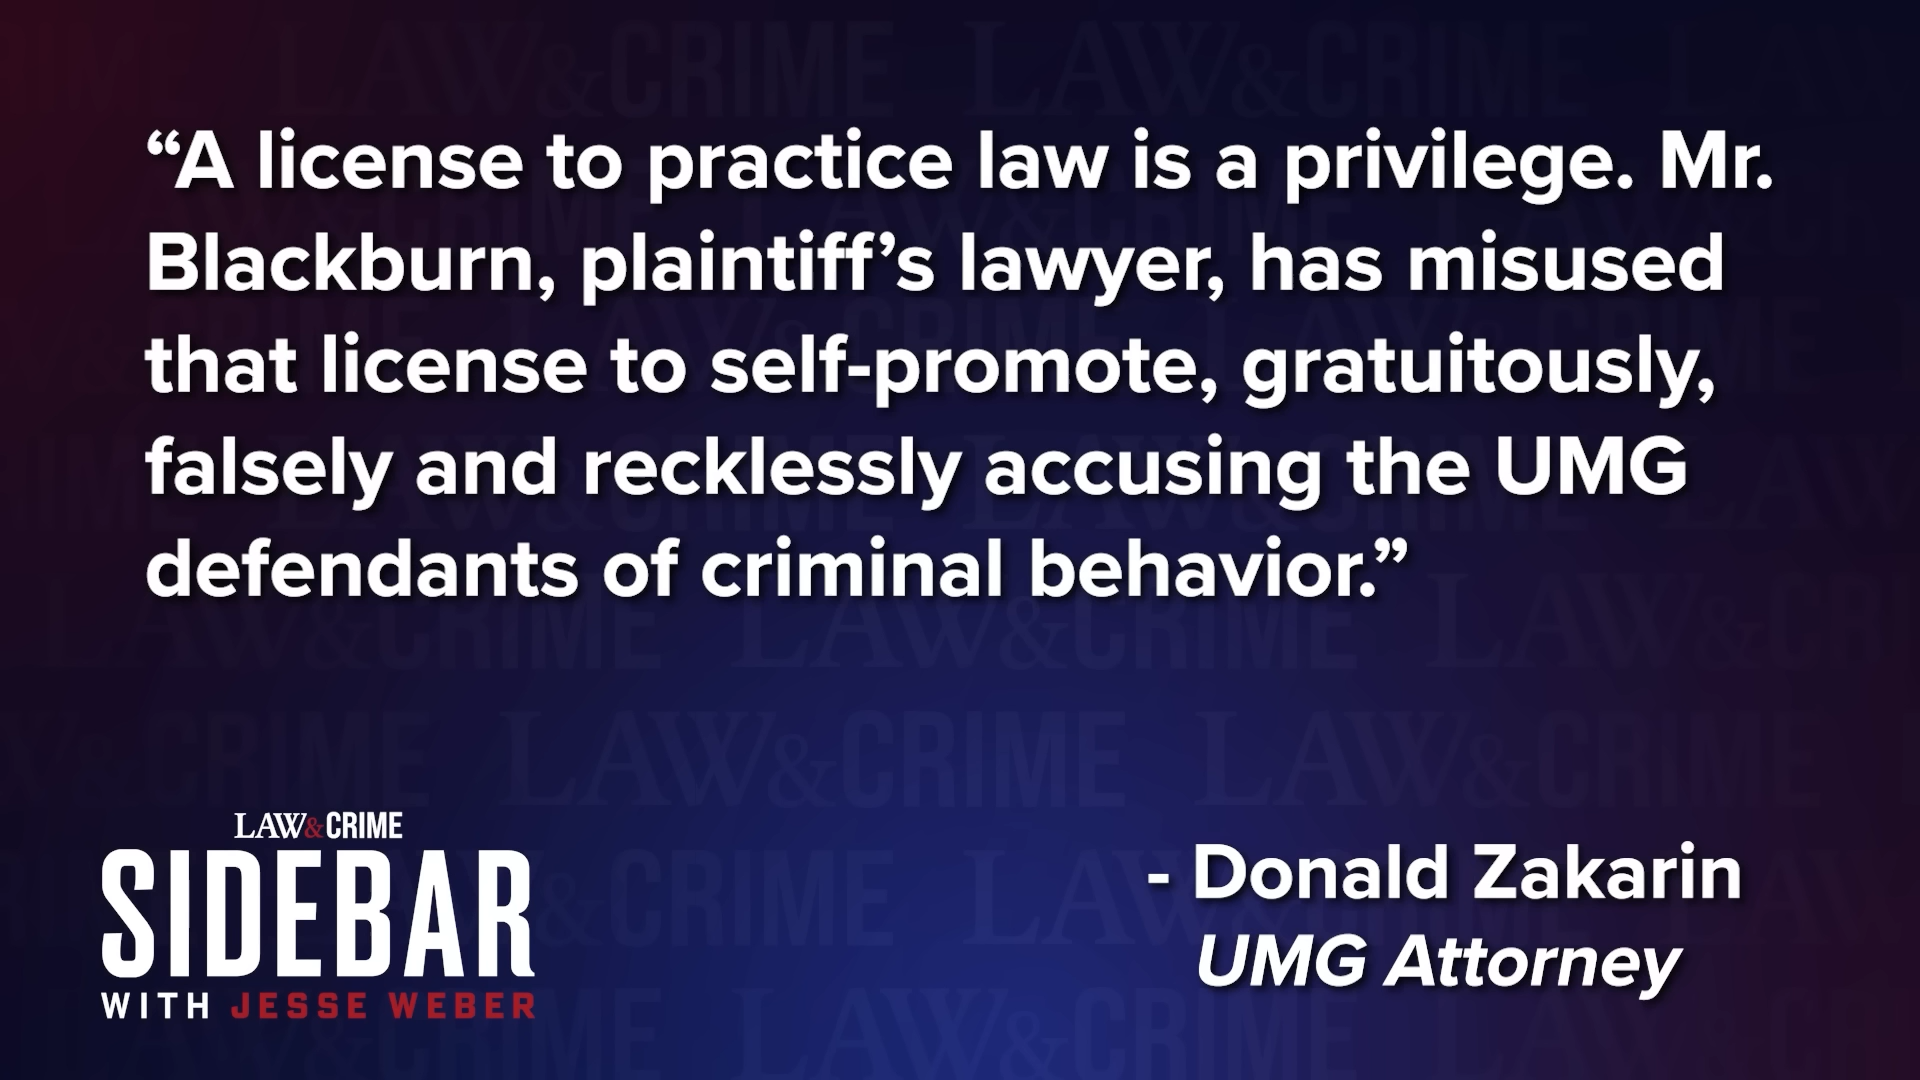 “A license to practice law is a privilege. Mr.
Blackburn, plaintiff’s lawyer, has misused
that license to self-promote, gratuitously,
falsely and recklessly accusing the UMG
defendants of criminal behavior.”
LAW&CRIME
SIDEBAR
WITH JESSE WEBER
- Donald Zakarin
UMG Attorney